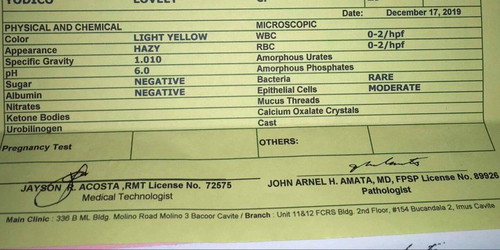 Date: December 17, 2019
PHYSICAL AND CHEMICAL MICROSCOPIC
Color LIGHT YELLOW WBC 0-2/hpf
Appearance HAZY RBC 0-2/hpf
Specific Gravity 1.010 Amorphous Urates
pH 6.0 Amorphous Phosphates
Sugar NEGATIVE Bacteria RARE
Albumin NEGATIVE Epithelial Cells MODERATE
Nitrates Mucus Threads
Ketone Bodies Calcium Oxalate Crystals
Urobilinogen Cast
Pregnancy Test OTHERS:
JAYSON R. ACOSTA ,RMT License No. 72575 JOHN ARNEL H. AMATA, MD, FPSP License No. 89926
Medical Technologist Pathologist
Main Clinic : 336 B ML Bldg. Molino Road Molino 3 Bacoor Cavite / Branch : Unit 11&12 FCRS Bldg. 2nd Floor, #154 Bucandala 2, Imus Cavite